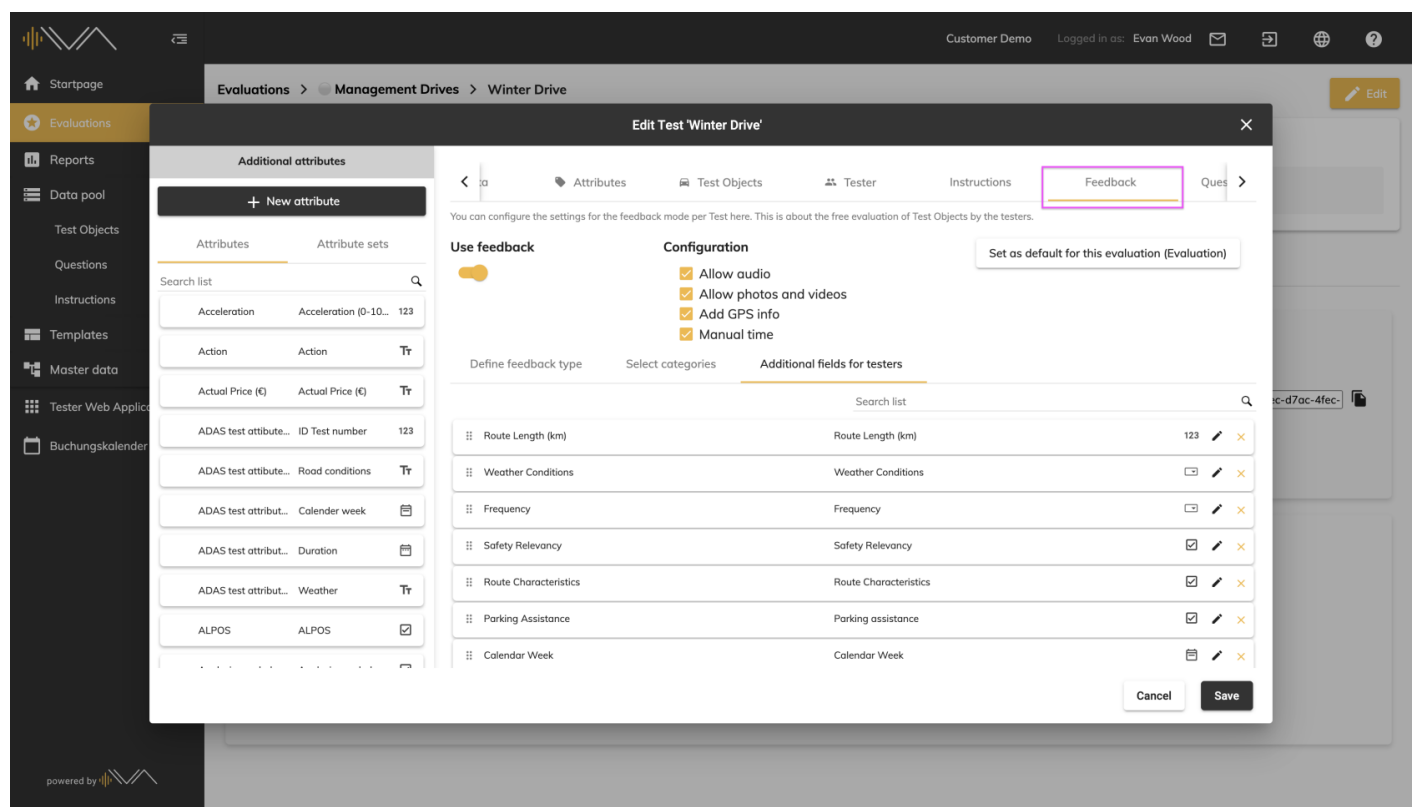 Customer Demo Logged in as: Evan Wood
Startpage
Evaluations
Reports
Data pool
Test Objects
Questions
Instructions
Templates
Master data
Tester Web Applic
Buchungskalender
powered by
Evaluations > Management Drives > Winter Drive
Edit
Edit Test 'Winter Drive'
Additional attributes
+ New attribute
Attributes Attribute sets
Search list
Acceleration Acceleration (0-10... 123
Action Action Tт
Actual Price (€) Actual Price (€) Tт
ADAS test attibute... ID Test number 123
ADAS test attibute... Road conditions Tт
ADAS test attribut... Calender week
ADAS test attribut... Duration
ADAS test attribut... Weather Tт
ALPOS ALPOS
Attributes Test Objects Tester Instructions Feedback Ques
You can configure the settings for the feedback mode per Test here. This is about the free evaluation of Test Objects by the testers.
Use feedback
Configuration
Allow audio
Allow photos and videos
Add GPS info
Manual time
Set as default for this evaluation (Evaluation)
Define feedback type Select categories Additional fields for testers
Search list
Route Length (km) Route Length (km) 123
Weather Conditions Weather Conditions
Frequency Frequency
Safety Relevancy Safety Relevancy
Route Characteristics Route Characteristics
Parking Assistance Parking assistance
Calendar Week Calendar Week
Cancel Save
ec-d7ac-4fec-